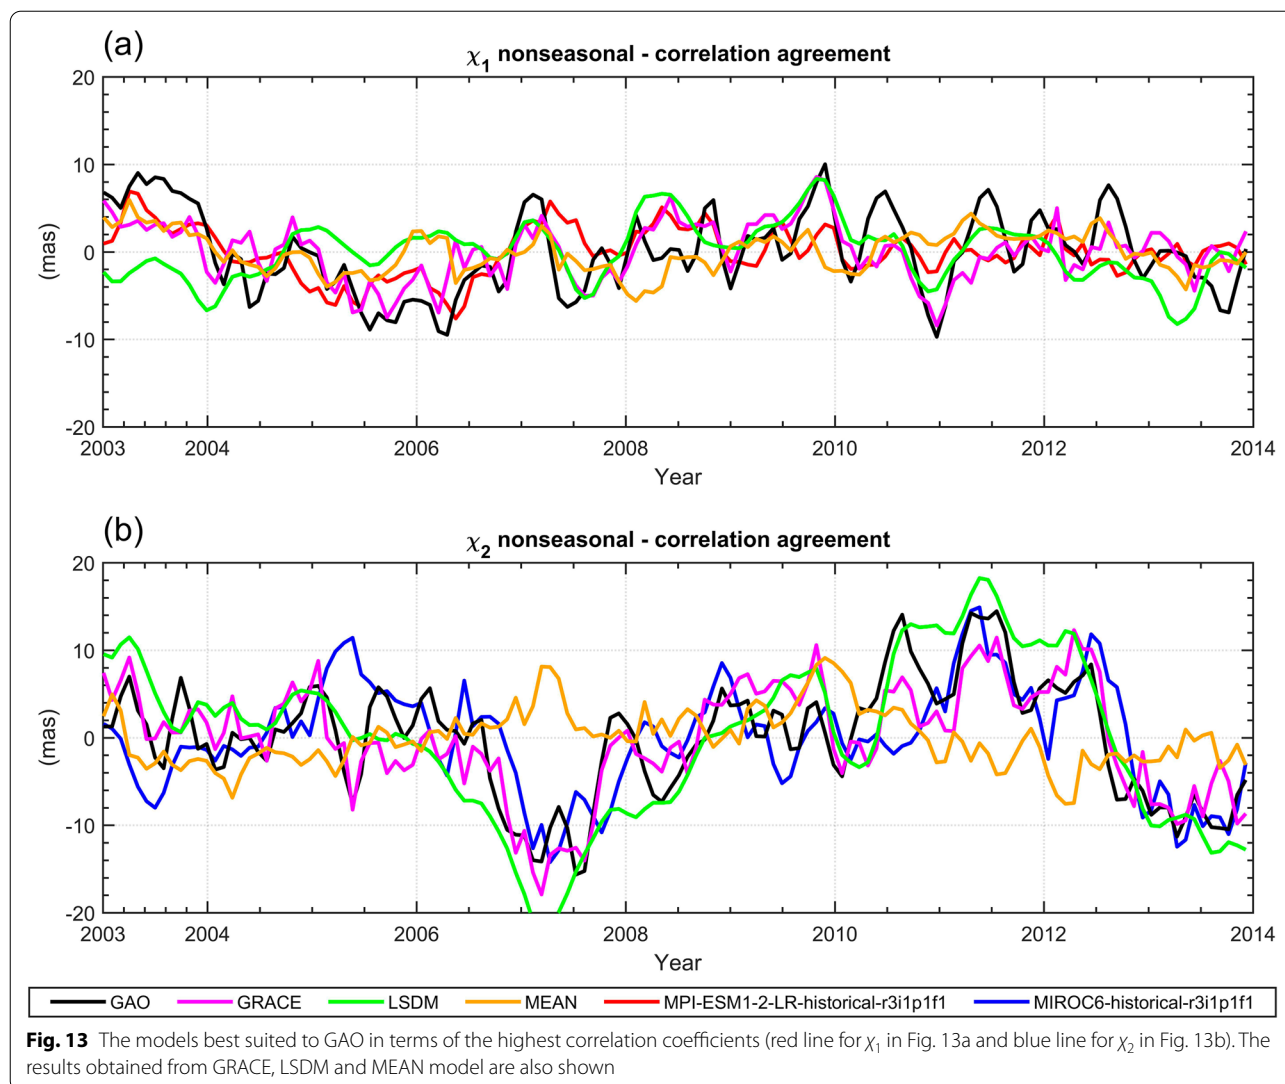 (a)
χ1 nonseasonal - correlation agreement
20
10
0
-10
-20
(mas)
2003 2004 2006 2008 2010 2012 2014
Year
(b)
χ2 nonseasonal - correlation agreement
20
10
0
-10
-20
(mas)
2003 2004 2006 2008 2010 2012 2014
Year
GAO GRACE LSDM MEAN MPI-ESM1-2-LR-historical-r3i1p1f1 MIROC6-historical-r3i1p1f1
Fig. 13 The models best suited to GAO in terms of the highest correlation coefficients (red line for χ1 in Fig. 13a and blue line for χ2 in Fig. 13b). The
results obtained from GRACE, LSDM and MEAN model are also shown